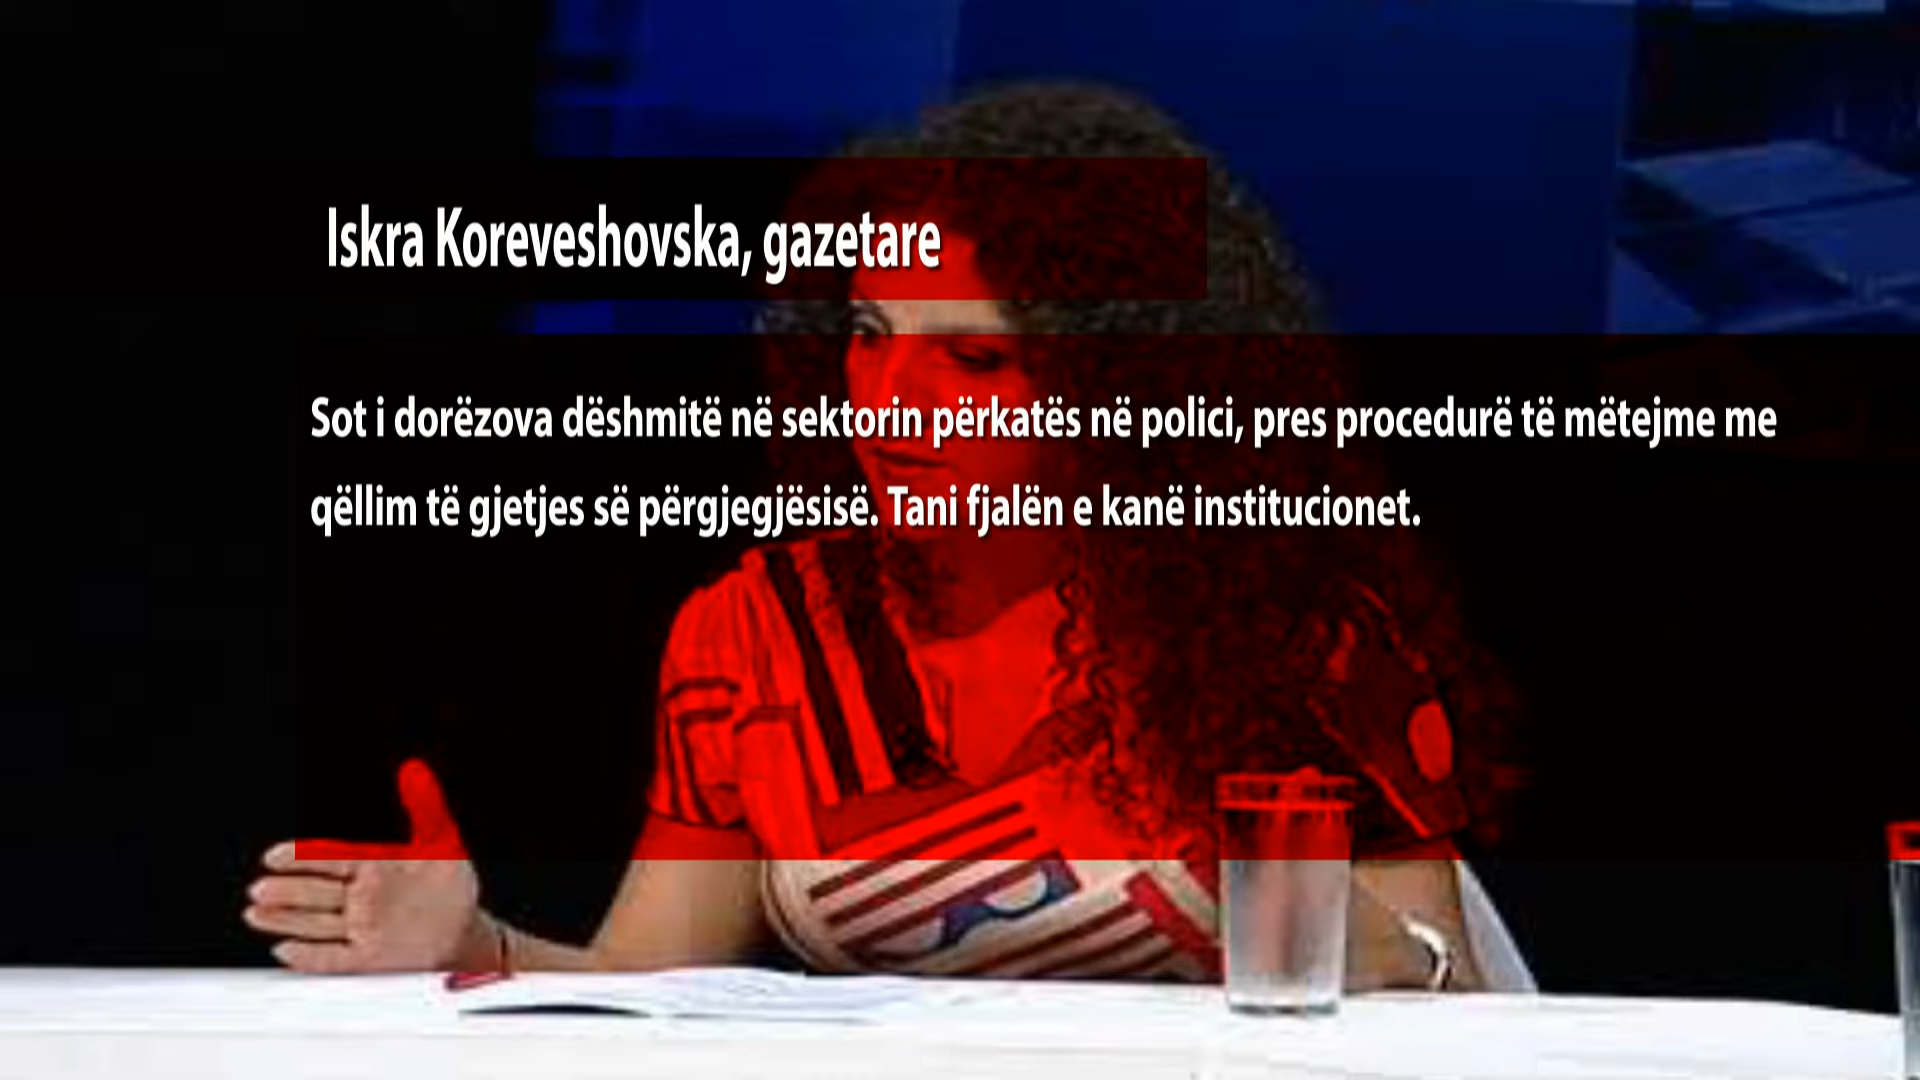 Iskra Koreveshovska, gazetare
Sot i dorëzova dëshmitë në sektorin përkatës në polici, pres procedurë të mëtejme me
qëllim të gjetjes së përgjegjësisë. Tani fjalën e kanë institucionet.